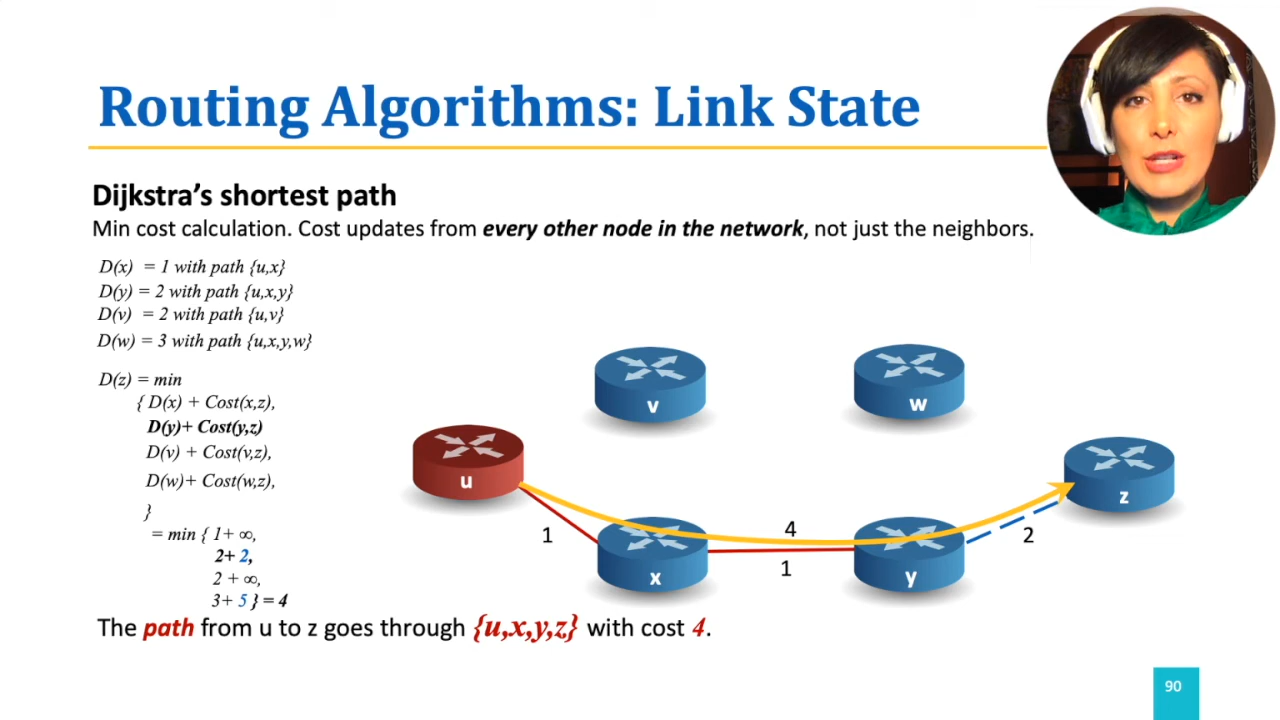 Routing Algorithms: Link State
Dijkstra’s shortest path
Min cost calculation. Cost updates from every other node in the network, not just the neighbors.
D(x) = 1 with path {u,x}
D(y) = 2 with path {u,x,y}
D(v) = 2 with path {u,v}
D(w) = 3 with path {u,x,y,w}
D(z) = min
{ D(x) + Cost(x,z),
D(y)+ Cost(y,z)
D(v) + Cost(v,z),
D(w)+ Cost(w,z),
}
= min { 1+ ∞,
2+ 2,
2 + ∞,
3+ 5 } = 4
v
w
u
z
1
4
2
1
x
y
The path from u to z goes through {u,x,y,z} with cost 4.
90